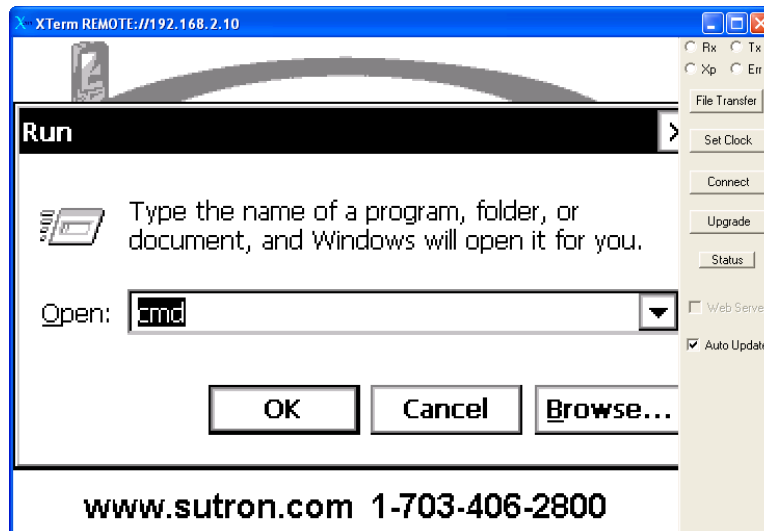 XTerm REMOTE://192.168.2.10
Rx Tx
Xp Err
File Transfer
Set Clock
Connect
Upgrade
Status
Web Serve
Auto Update
Run
Type the name of a program, folder, or
document, and Windows will open it for you.
Open: cmd
OK Cancel Browse...
www.sutron.com 1-703-406-2800